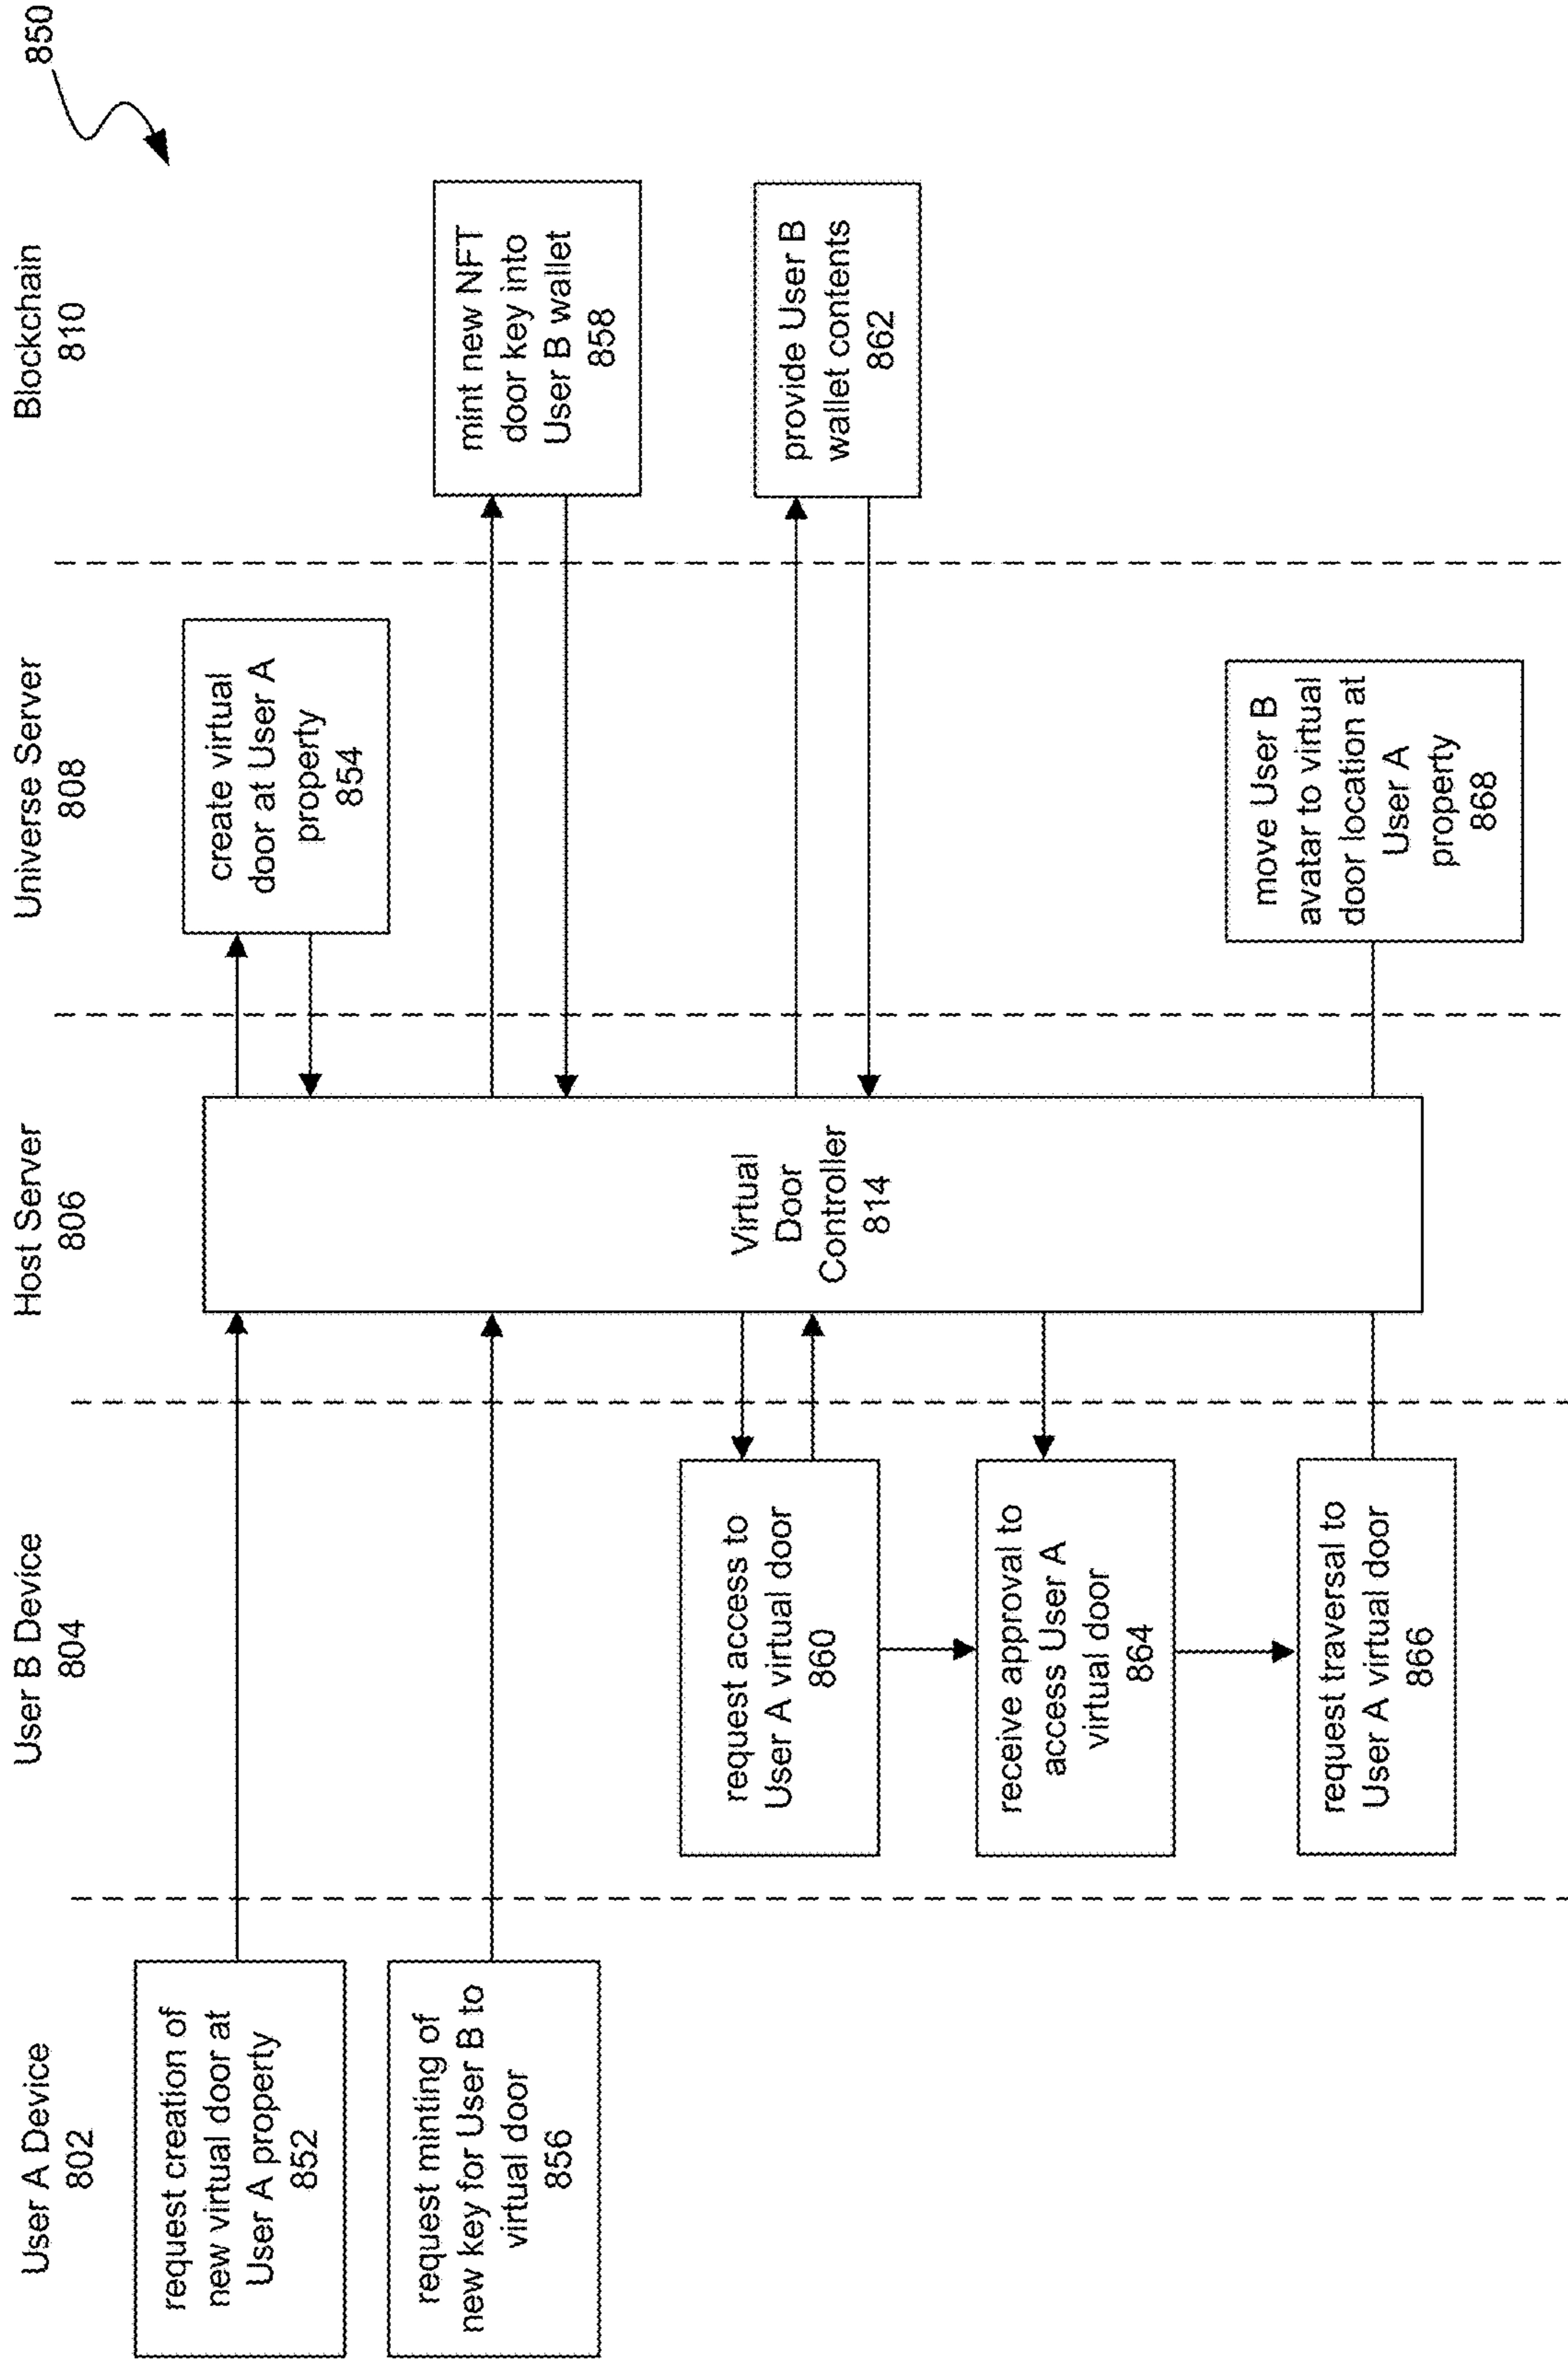 850
User A Device
802
User B Device
804
Host Server
806
Universe Server
808
Blockchain
810
request creation of
new virtual door at
User A property
852
create virtual
door at User A
property
854
request minting of
new key for User B to
virtual door
856
mint new NFT
door key into
User B wallet
858
request access to
User A virtual door
860
Virtual
Door
Controller
814
provide User B
wallet contents
862
receive approval to
access User A
virtual door
864
request traversal to
User A virtual door
866
move User B
avatar to virtual
door location at
User A
property
868